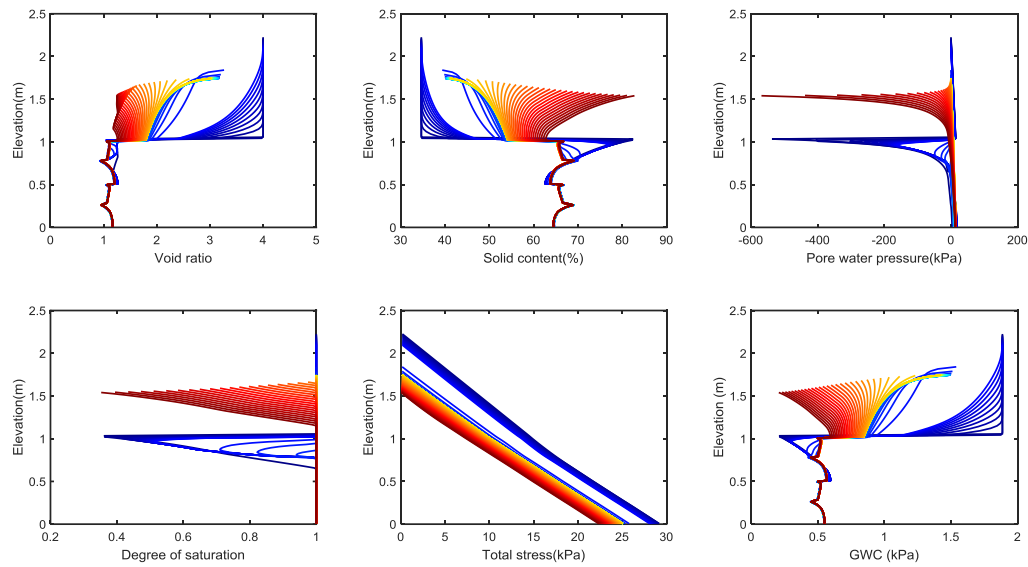 2.5
2
1.5
1
0.5
0
Elevation(m)
0 1 2 3 4 5
Void ratio
2.5
2
1.5
1
0.5
0
Elevation(m)
30 40 50 60 70 80 90
Solid content(%)
2.5
2
1.5
1
0.5
0
Elevation(m)
-600 -400 -200 0 200
Pore water pressure(kPa)
2.5
2
1.5
1
0.5
0
Elevation(m)
0.2 0.4 0.6 0.8 1
Degree of saturation
2.5
2
1.5
1
0.5
0
Elevation(m)
0 5 10 15 20 25 30
Total stress(kPa)
2.5
2
1.5
1
0.5
0
Elevation (m)
0 0.5 1 1.5 2
GWC (kPa)